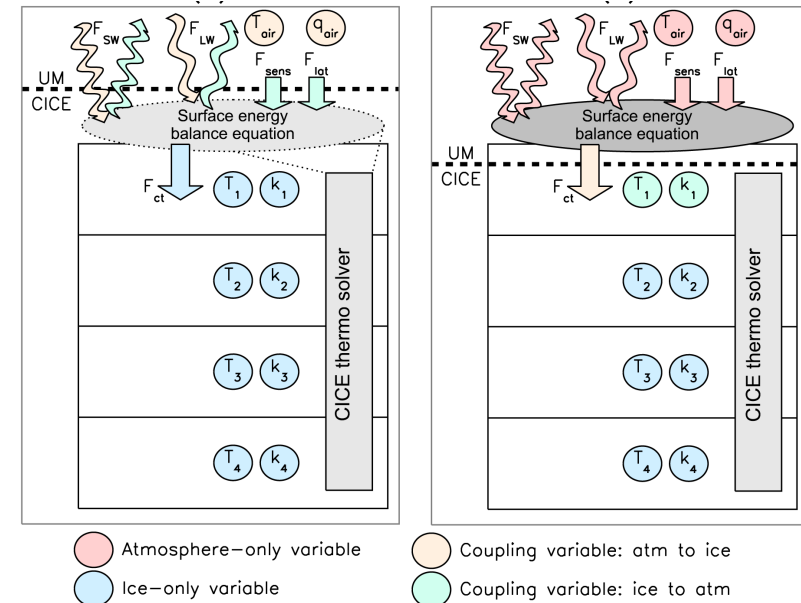 F SW
F LW
T air
q air
F sens
F lat
UM
CICE
Surface energy
balance equation
F ct
T 1
k 1
T 2
k 2
T 3
k 3
T 4
k 4
CICE thermo solver
F SW
F LW
T air
q air
F sens
F lat
Surface energy
balance equation
UM
CICE
F ct
T 1
k 1
T 2
k 2
T 3
k 3
T 4
k 4
CICE thermo solver
Atmosphere-only variable
Coupling variable: atm to ice
Ice-only variable
Coupling variable: ice to atm